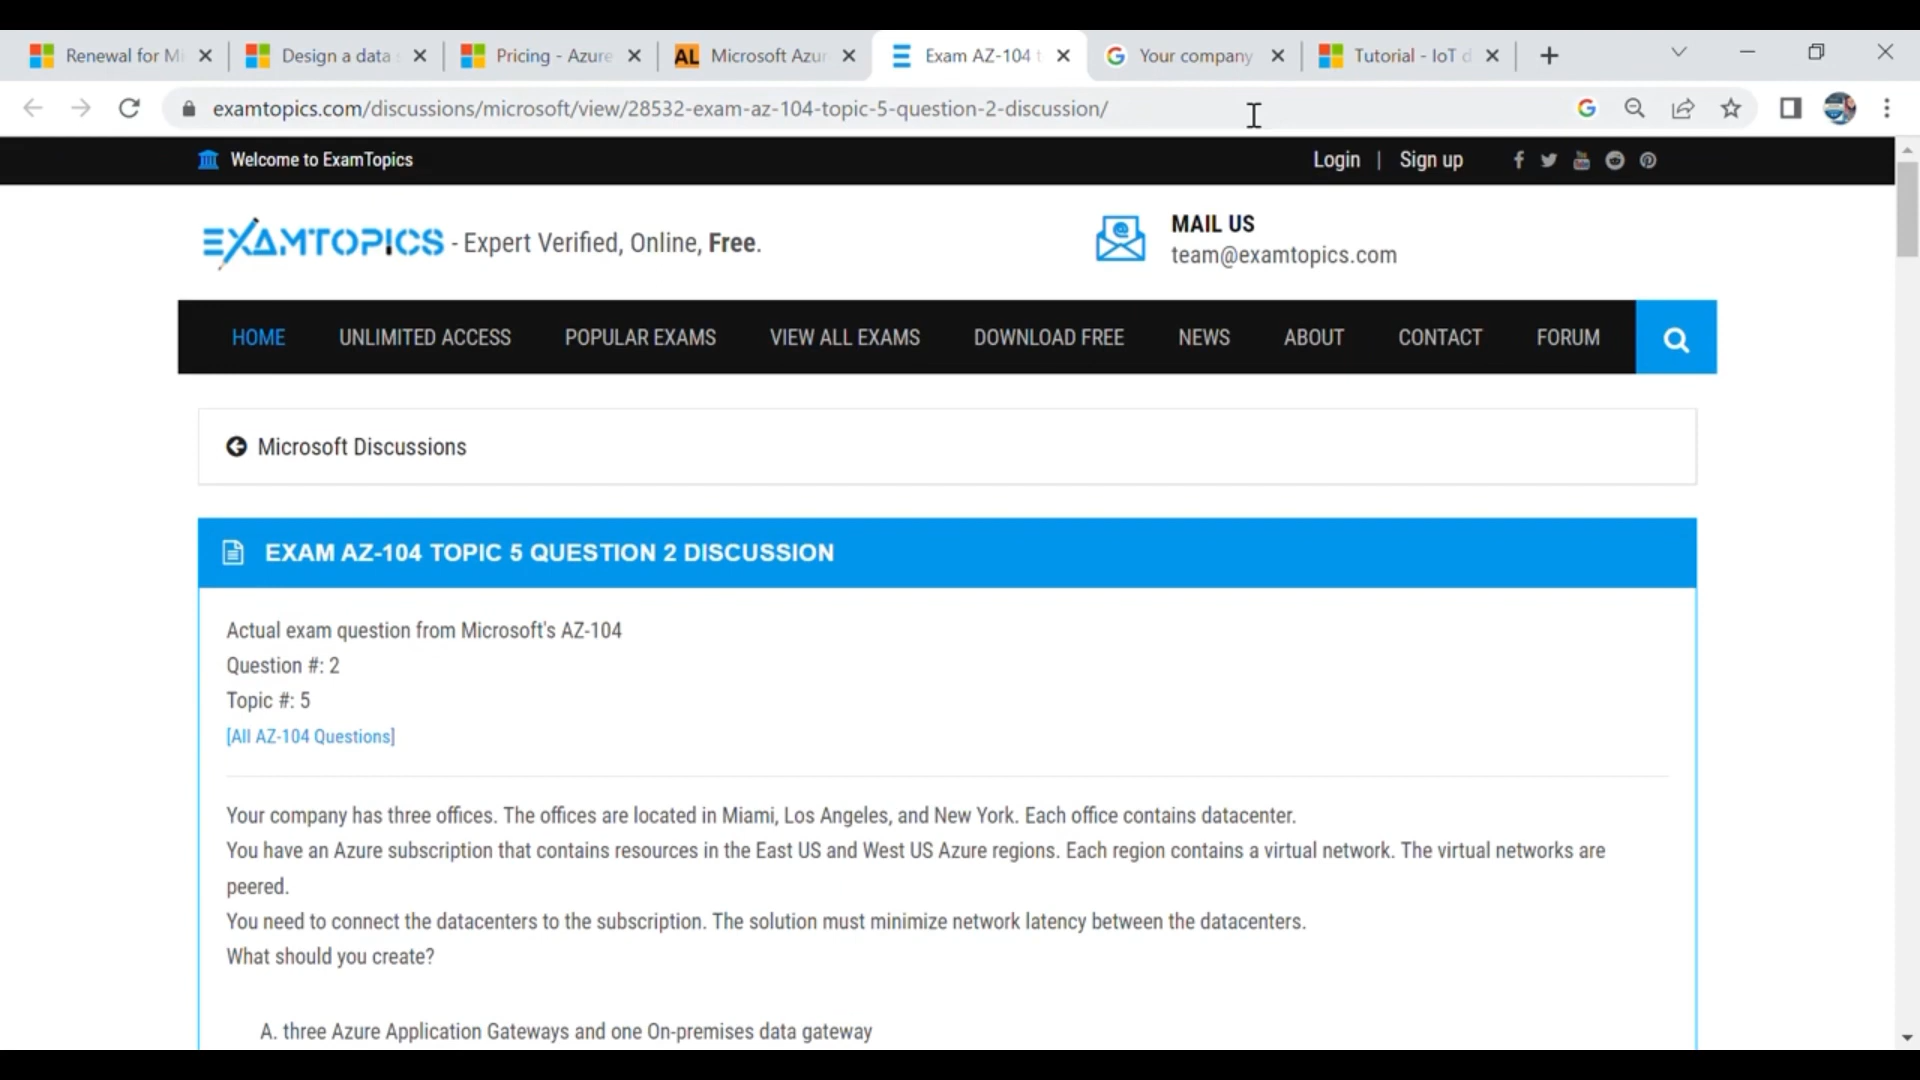 Renewal for Mi
Design a data
Pricing - Azure
AL Microsoft Azur
Exam AZ-104 t
Your company
Tutorial - IoT d
examtopics.com/discussions/microsoft/view/28532-exam-az-104-topic-5-question-2-discussion/
Welcome to ExamTopics
Login | Sign up
EXAMTOPICS - Expert Verified, Online, Free.
MAIL US
team@examtopics.com
HOME UNLIMITED ACCESS POPULAR EXAMS VIEW ALL EXAMS DOWNLOAD FREE NEWS ABOUT CONTACT FORUM
Microsoft Discussions
EXAM AZ-104 TOPIC 5 QUESTION 2 DISCUSSION
Actual exam question from Microsoft's AZ-104
Question #: 2
Topic #: 5
[All AZ-104 Questions]
Your company has three offices. The offices are located in Miami, Los Angeles, and New York. Each office contains datacenter.
You have an Azure subscription that contains resources in the East US and West US Azure regions. Each region contains a virtual network. The virtual networks are
peered.
You need to connect the datacenters to the subscription. The solution must minimize network latency between the datacenters.
What should you create?
A. three Azure Application Gateways and one On-premises data gateway